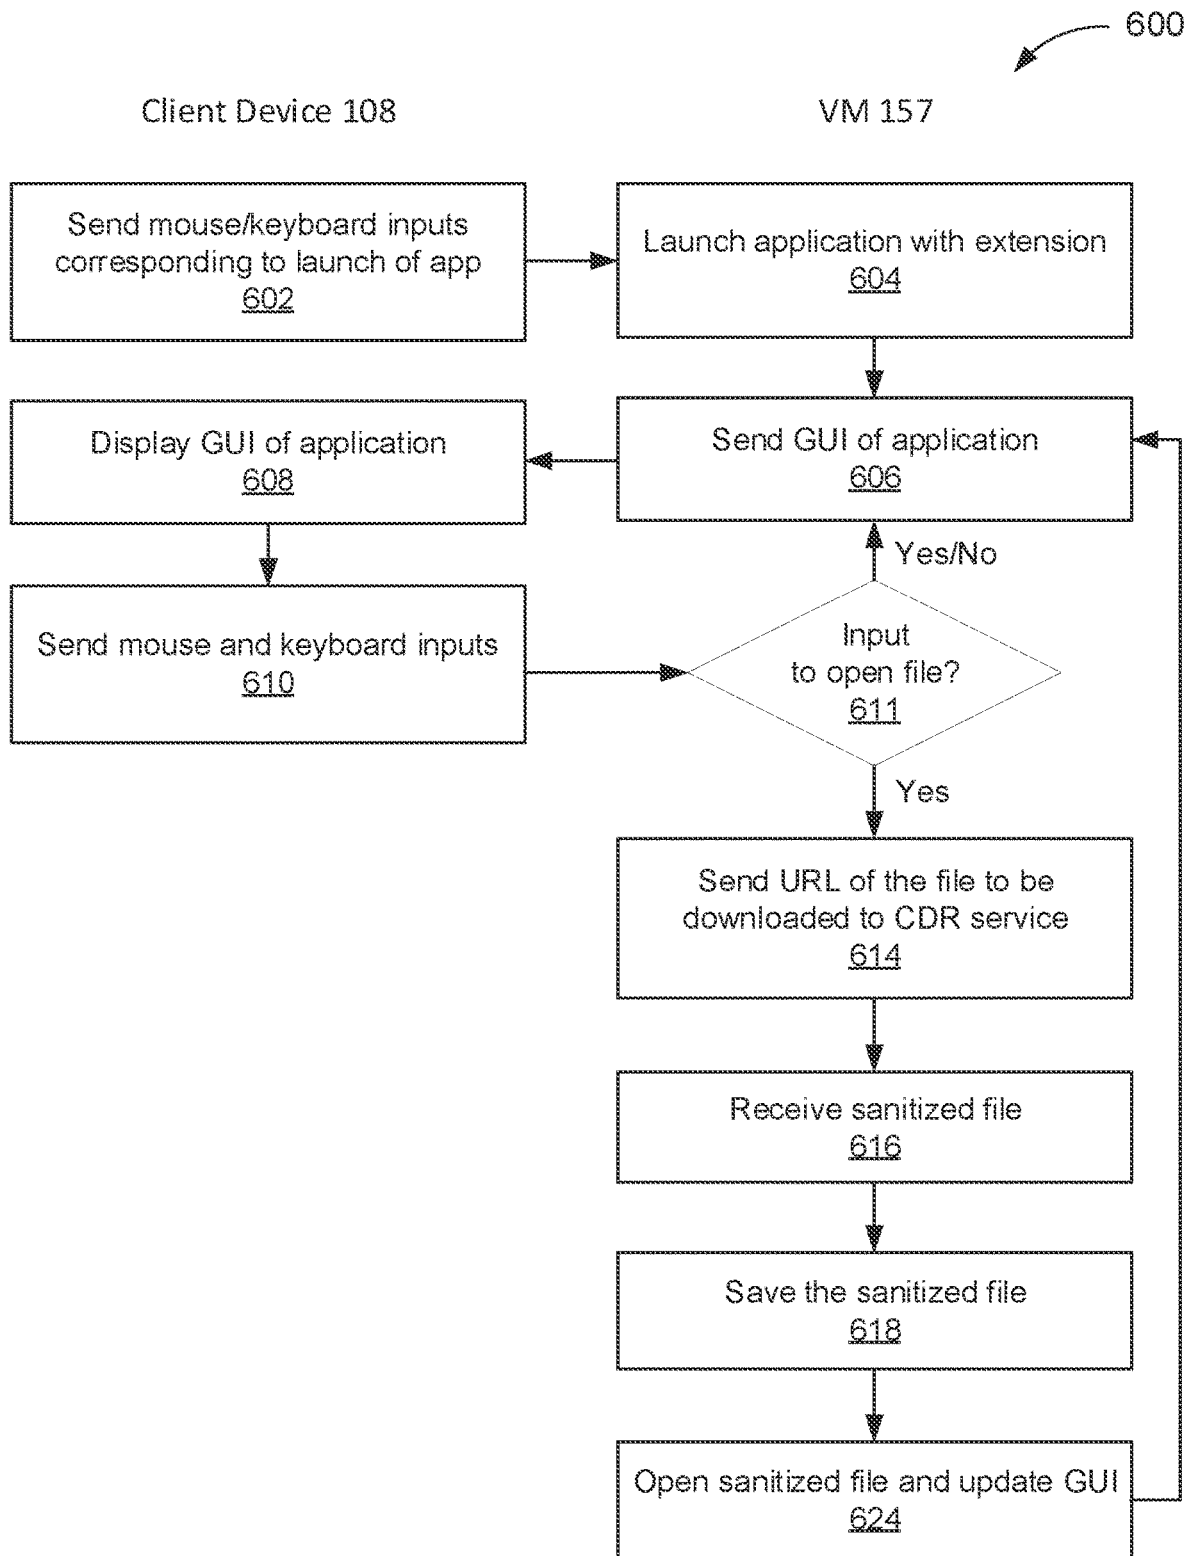 600
Client Device 108
VM 157
Send mouse/keyboard inputs
corresponding to launch of app
602
Launch application with extension
604
Send GUI of application
606
Display GUI of application
608
Send mouse and keyboard inputs
610
Yes/No
Input
to open file?
611
Yes
Send URL of the file to be
downloaded to CDR service
614
Receive sanitized file
616
Save the sanitized file
618
Open sanitized file and update GUI
624